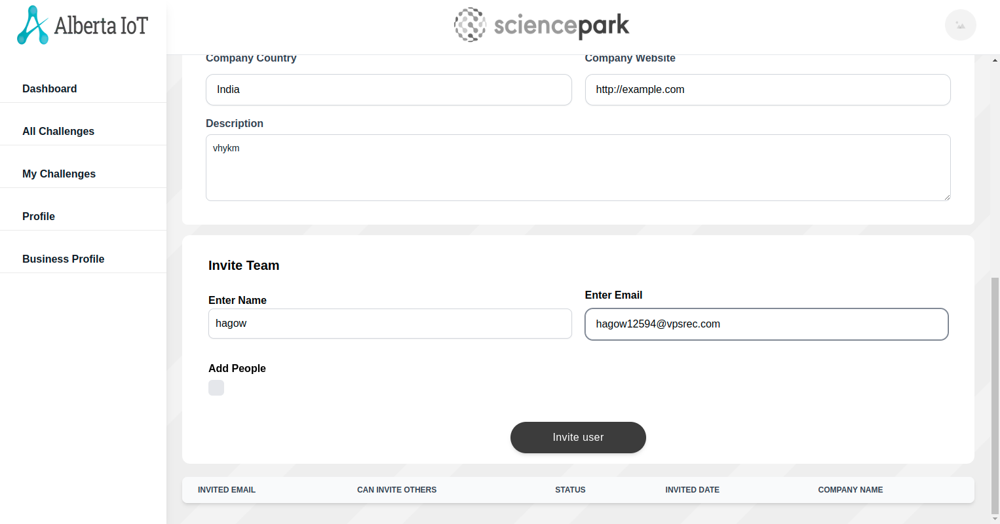 Alberta IoT
sciencepark
Dashboard
All Challenges
My Challenges
Profile
Business Profile
Company Country
Company Website
India
http://example.com
Description
vhykm
Invite Team
Enter Name
Enter Email
hagow
hagow12594@vpsrec.com
Add People
Invite user
INVITED EMAIL CAN INVITE OTHERS STATUS INVITED DATE COMPANY NAME